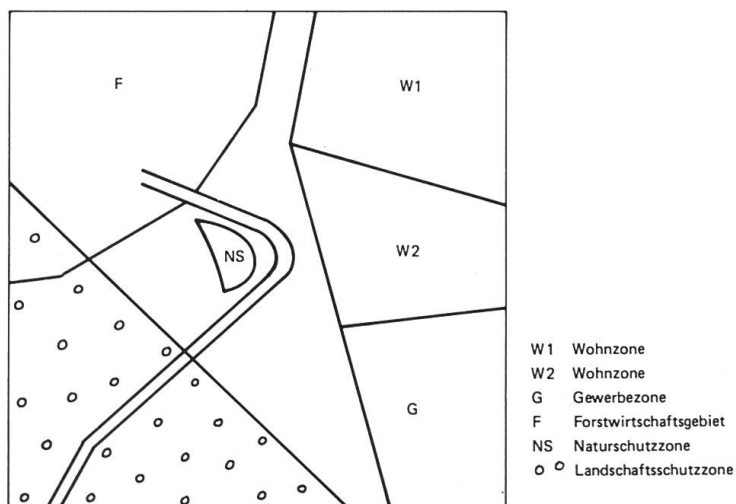 F
W1
NS
W2
G
W1 Wohnzone
W2 Wohnzone
G Gewerbezone
F Forstwirtschaftsgebiet
NS Naturschutzzone
Landschaftsschutzzone